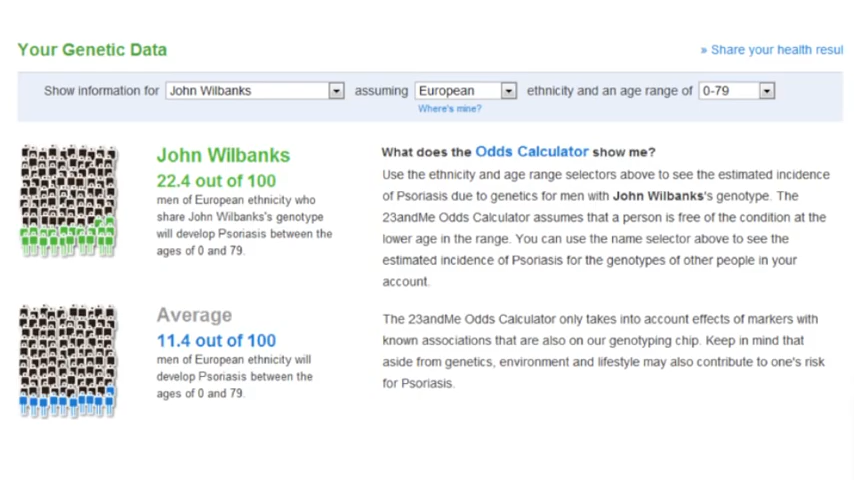 Your Genetic Data
» Share your health resul
Show information for John Wilbanks assuming European ethnicity and an age range of 0-79
Where's mine?
John Wilbanks
22.4 out of 100
men of European ethnicity who
share John Wilbanks's genotype
will develop Psoriasis between the
ages of 0 and 79.
Average
11.4 out of 100
men of European ethnicity will
develop Psoriasis between the
ages of 0 and 79.
What does the Odds Calculator show me?
Use the ethnicity and age range selectors above to see the estimated incidence
of Psoriasis due to genetics for men with John Wilbanks's genotype. The
23andMe Odds Calculator assumes that a person is free of the condition at the
lower age in the range. You can use the name selector above to see the
estimated incidence of Psoriasis for the genotypes of other people in your
account.
The 23andMe Odds Calculator only takes into account effects of markers with
known associations that are also on our genotyping chip. Keep in mind that
aside from genetics, environment and lifestyle may also contribute to one's risk
for Psoriasis.